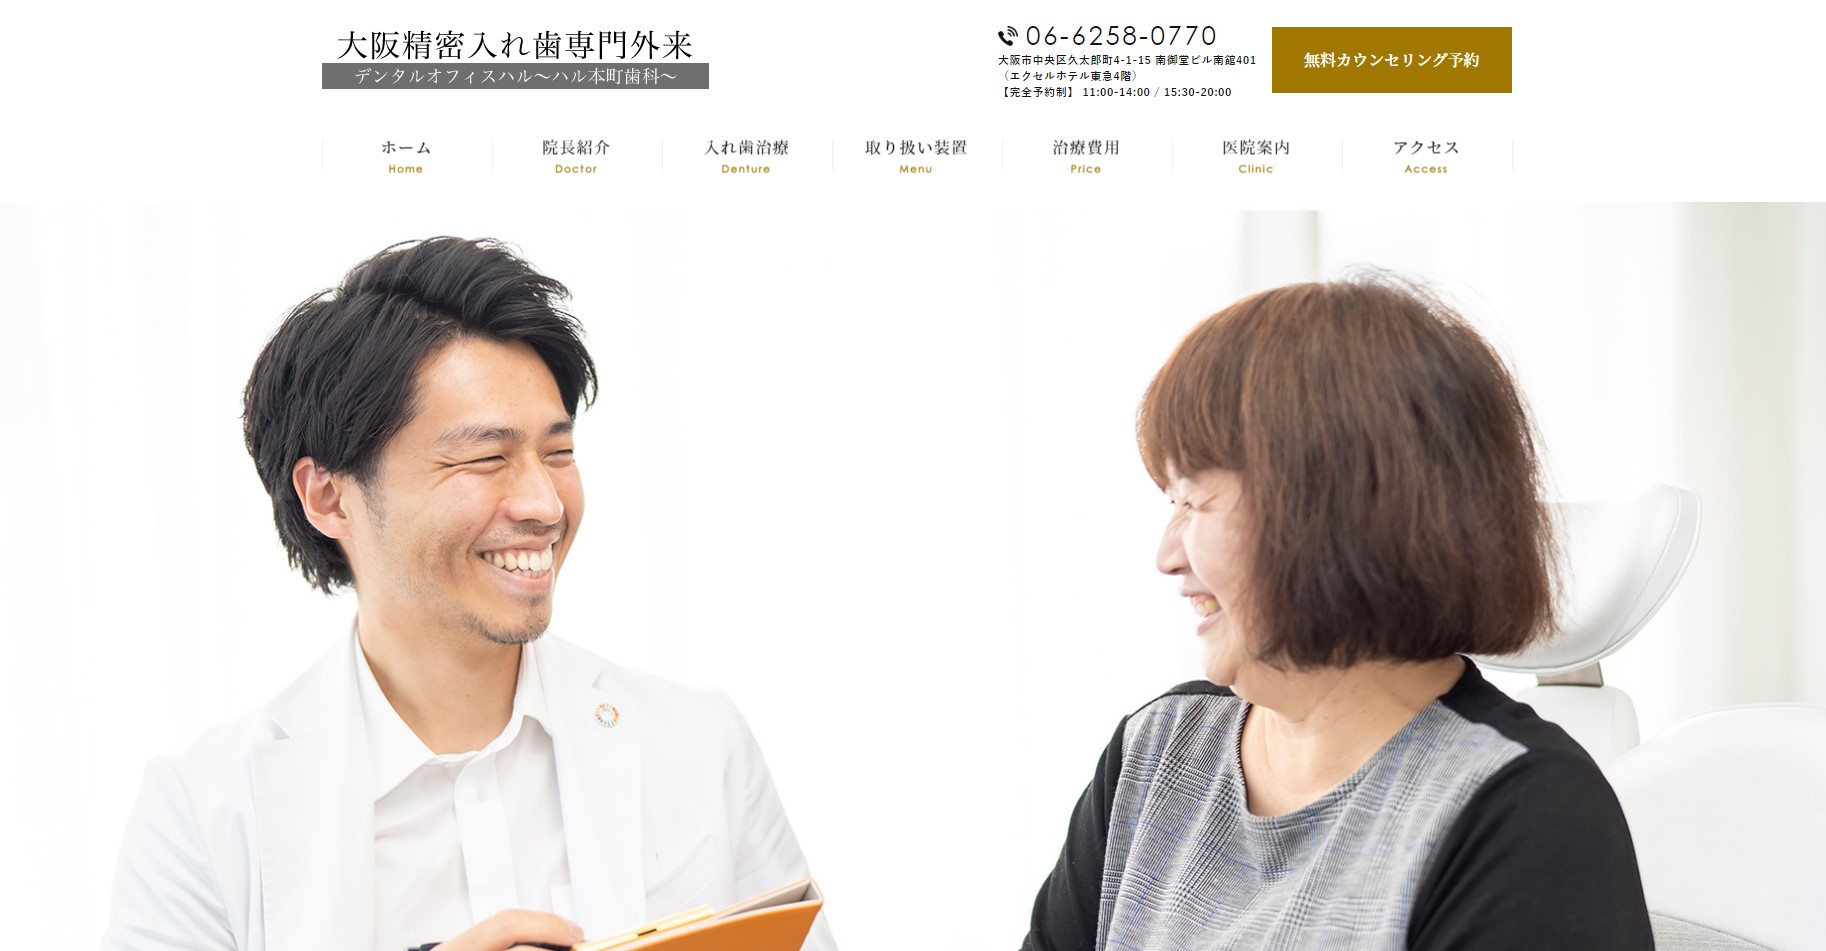 大阪精密入れ歯専門外来
デンタルオフィスハル〜ハル本町歯科〜
06-6258-0770
大阪市中央区久太郎町4-1-15 南御堂ビル南舘401
（エクセルホテル東急4階）
【完全予約制】 11:00-14:00 / 15:30-20:00
無料カウンセリング予約
ホーム
Home
院長紹介
Doctor
入れ歯治療
Denture
取り扱い装置
Menu
治療費用
Price
医院案内
Clinic
アクセス
Access